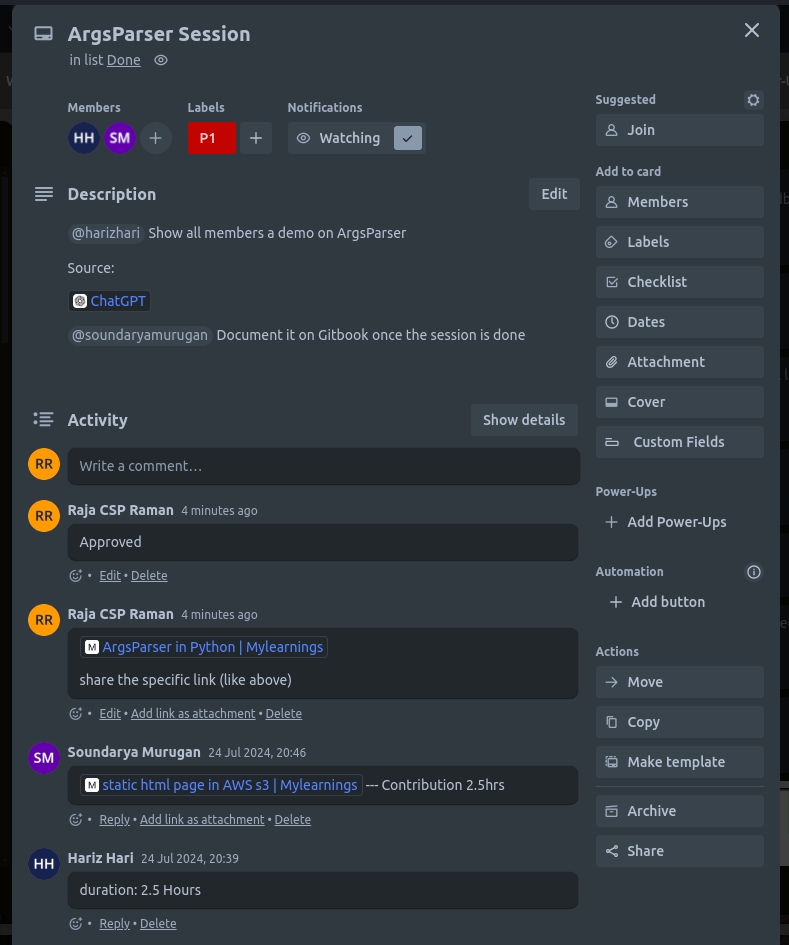 ArgsParser Session
in list Done
Members
Labels
Notifications
HH
SM
P1
Watching
Description
Edit
@harizhari Show all members a demo on ArgsParser
Source:
ChatGPT
@soundaryamurugan Document it on Gitbook once the session is done
Activity
Show details
RR
Write a comment…
RR
Raja CSP Raman 4 minutes ago
Approved
Edit • Delete
RR
Raja CSP Raman 4 minutes ago
M ArgsParser in Python | Mylearnings
share the specific link (like above)
Edit • Add link as attachment • Delete
SM
Soundarya Murugan 24 Jul 2024, 20:46
M static html page in AWS s3 | Mylearnings --- Contribution 2.5hrs
Reply • Add link as attachment • Delete
HH
Hariz Hari 24 Jul 2024, 20:39
duration: 2.5 Hours
Reply • Delete
Suggested
Join
Add to card
Members
Labels
Checklist
Dates
Attachment
Cover
Custom Fields
Power-Ups
Add Power-Ups
Automation
Add button
Actions
Move
Copy
Make template
Archive
Share